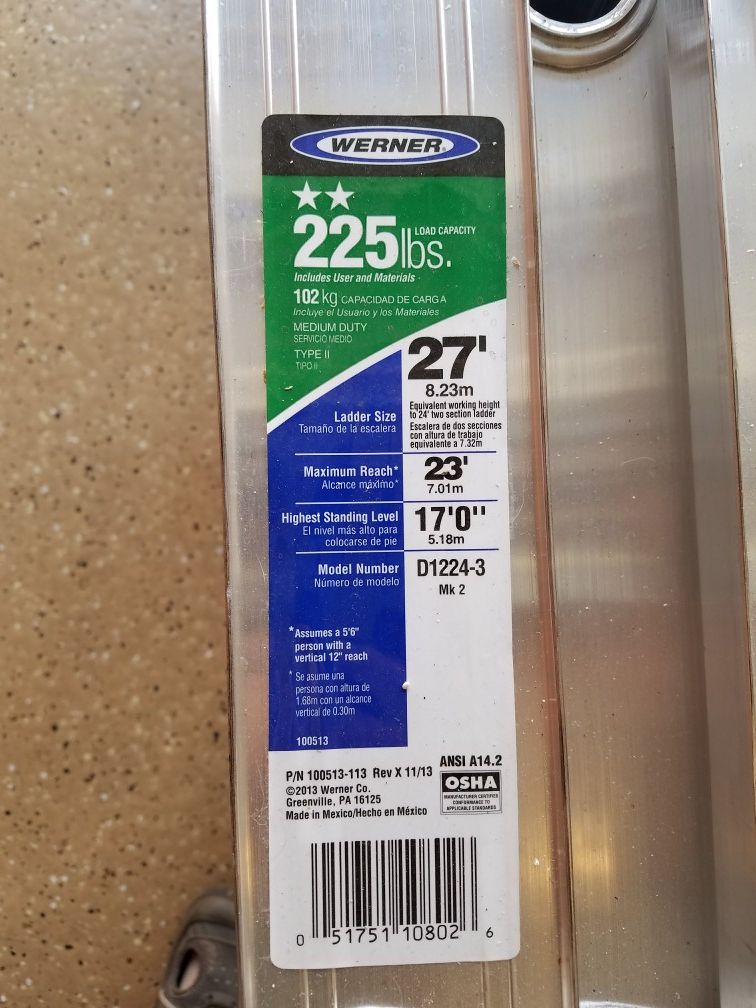 WERNER®
225 lbs. LOAD CAPACITY
Includes User and Materials
102 kg CAPACIDAD DE CARGA
Incluye el Usuario y los Materiales
MEDIUM DUTY
SERVICIO MEDIO
TYPE II
TIPO II
27'
8.23m
Ladder Size
Tamaño de la escalera
Equivalent working height
to 24' two section ladder
Escalera de dos secciones
con altura de trabajo
equivalente a 7.32m
Maximum Reach*
Alcance máximo*
23'
7.01m
Highest Standing Level
El nivel más alto para
colocarse de pie
17'0"
5.18m
Model Number
Número de modelo
D1224-3
Mk 2
*Assumes a 5'6"
person with a
vertical 12" reach
* Se asume una
persona con altura de
1.68m con un alcance
vertical de 0.30m
100513
P/N 100513-113 Rev X 11/13
©2013 Werner Co.
Greenville, PA 16125
Made in Mexico/Hecho en México
ANSI A14.2
OSHA
MANUFACTURER CERTIFIES
CONFORMANCE TO
APPLICABLE STANDARDS
0 51751 10802 6